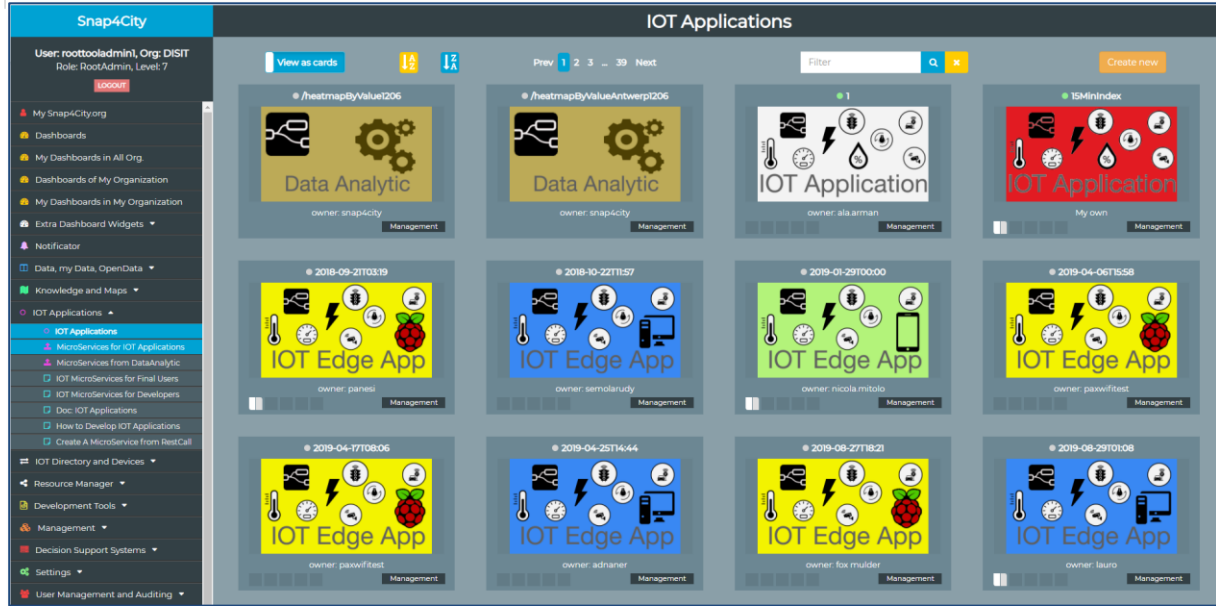 Snap4City
IOT Applications
User: roottooladmin1, Org: DISIT
Role: RootAdmin, Level: 7
LOGOUT
My Snap4City.org
Dashboards
My Dashboards in All Org.
Dashboards of My Organization
My Dashboards in My Organization
Extra Dashboard Widgets
Notificator
Data, my Data, OpenData
Knowledge and Maps
IOT Applications
IOT Applications
MicroServices for IOT Applications
MicroServices from DataAnalytic
IOT MicroServices for Final Users
IOT MicroServices for Developers
Doc: IOT Applications
How to Develop IOT Applications
Create A MicroService from RestCall
IOT Directory and Devices
Resource Manager
Development Tools
Management
Decision Support Systems
Settings
User Management and Auditing
View as cards
A Z
Z A
Prev 1 2 3 ... 39 Next
Filter
Create new
/heatmapByValue1206
Data Analytic
owner: snap4city
Management
/heatmapByValueAntwerp1206
Data Analytic
owner: snap4city
Management
1
%
IOT Application
owner: ala.arman
Management
15MinIndex
%
IOT Application
My own
Management
2018-09-21T03:19
IOT Edge App
owner: panesi
Management
2018-10-22T11:57
IOT Edge App
owner: semolarudy
Management
2019-01-29T00:00
IOT Edge App
owner: nicola.mitolo
Management
2019-04-06T15:58
IOT Edge App
owner: paxwifitest
Management
2019-04-17T08:06
IOT Edge App
owner: paxwifitest
Management
2019-04-25T14:44
IOT Edge App
owner: adnaner
Management
2019-08-27T18:21
IOT Edge App
owner: fox mulder
Management
2019-08-29T01:08
IOT Edge App
owner: lauro
Management